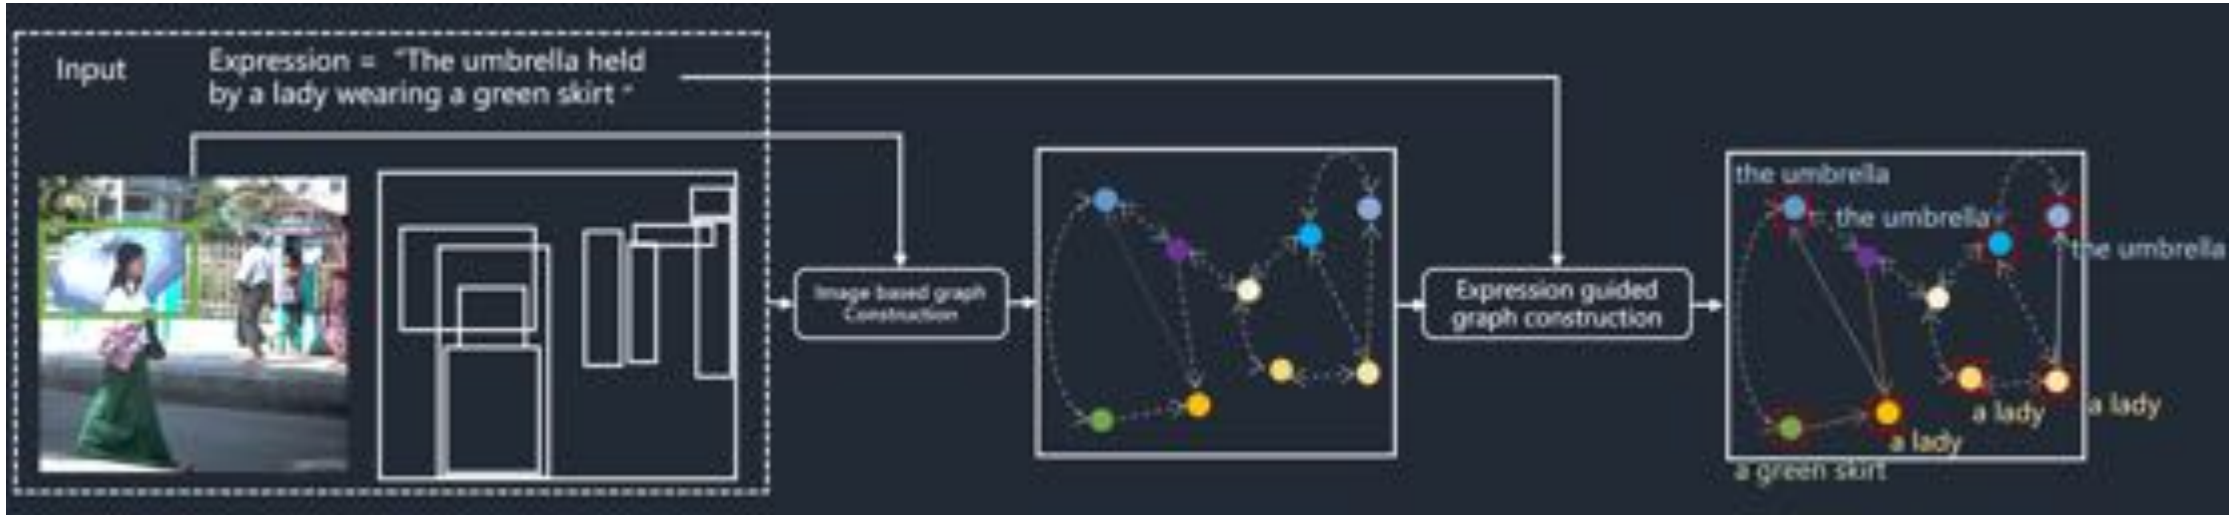 Input
Expression = "The umbrella held
by a lady wearing a green skirt "
Image based graph
Construction
Expression guided
graph construction
the umbrella
the umbrella
the umbrella
a lady
a lady
a lady
a green skirt